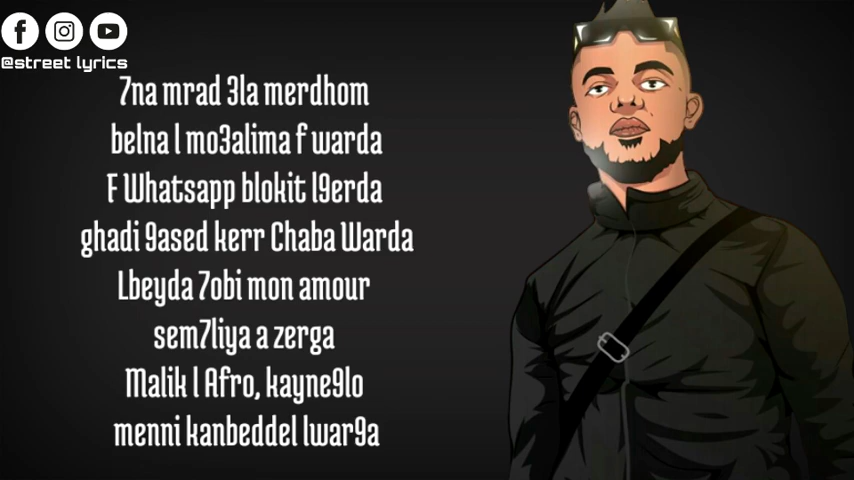 @street lyrics
7na mrad 3la merdhom
belna l mo3alima f warda
F Whatsapp blokit l9erda
ghadi 9ased kerr Chaba Warda
Lbeyda 7obi mon amour
sem7liya a zerga
Malik l Afro, kayne9lo
menni kanbeddel lwar9a